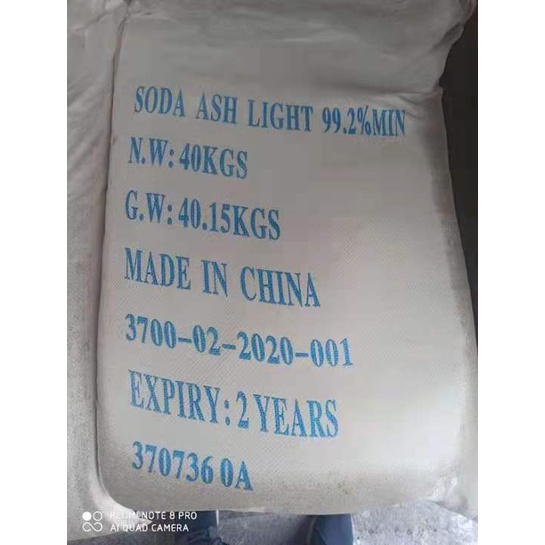 SODA ASH LIGHT 99.2%MIN
N.W:40KGS
G.W:40.15KGS
MADE IN CHINA
3700-02-2020-001
EXPIRY:2 YEARS
370736 0A
REDMI NOTE 8 PRO
AI QUAD CAMERA